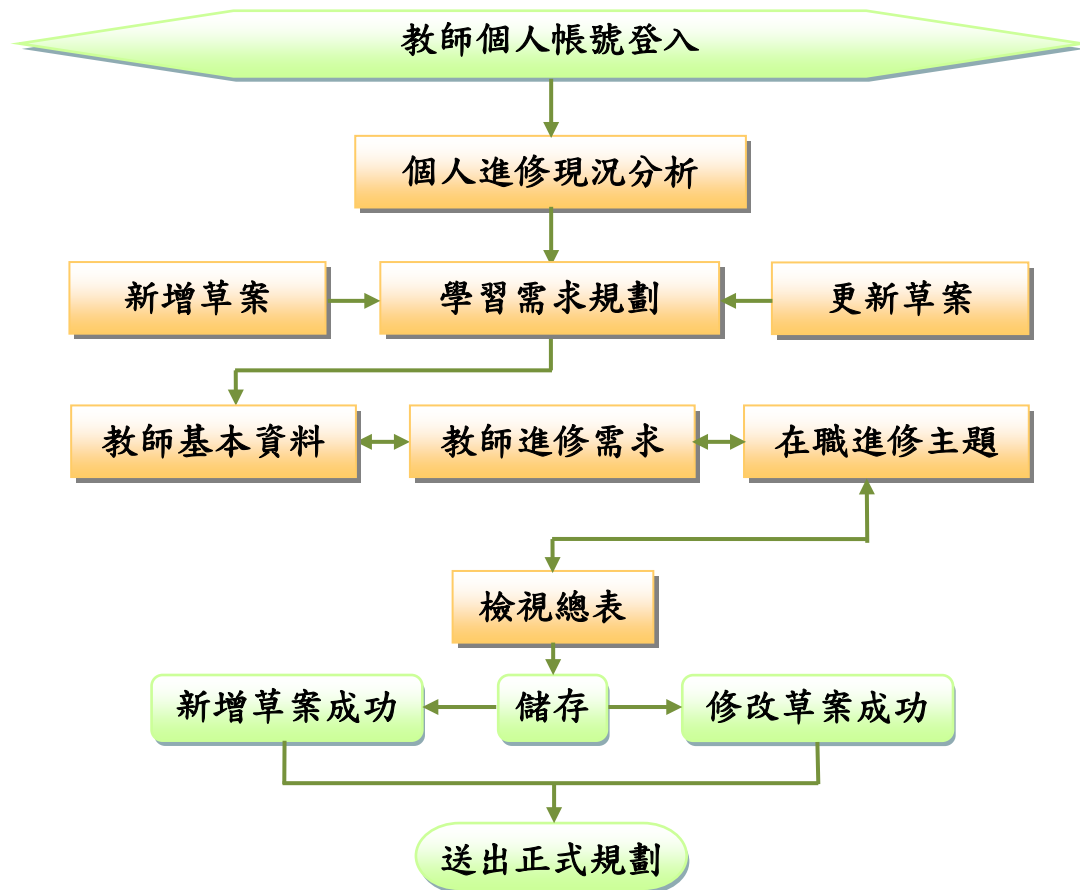 教師個人帳號登入
個人進修現況分析
新增草案
學習需求規劃
更新草案
教師基本資料
教師進修需求
在職進修主題
檢視總表
新增草案成功
儲存
修改草案成功
送出正式規劃